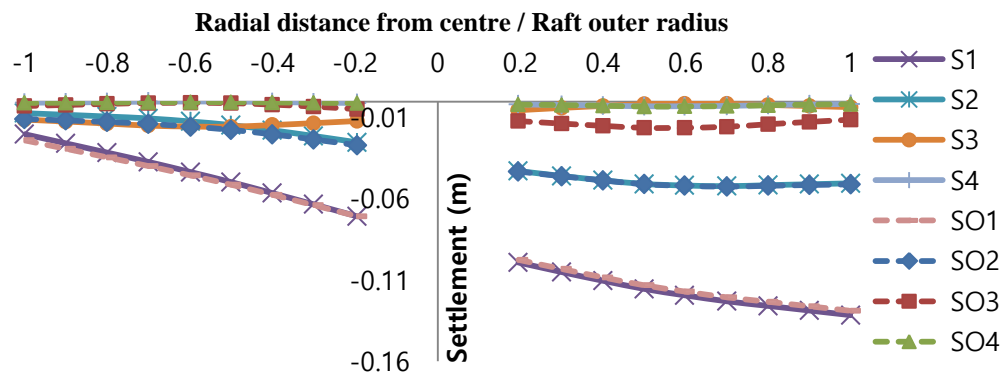 Radial distance from centre / Raft outer radius
-1 -0.8 -0.6 -0.4 -0.2 0 0.2 0.4 0.6 0.8 1
-0.01
-0.06
-0.11
-0.16
Settlement (m)
S1
S2
S3
S4
SO1
SO2
SO3
SO4